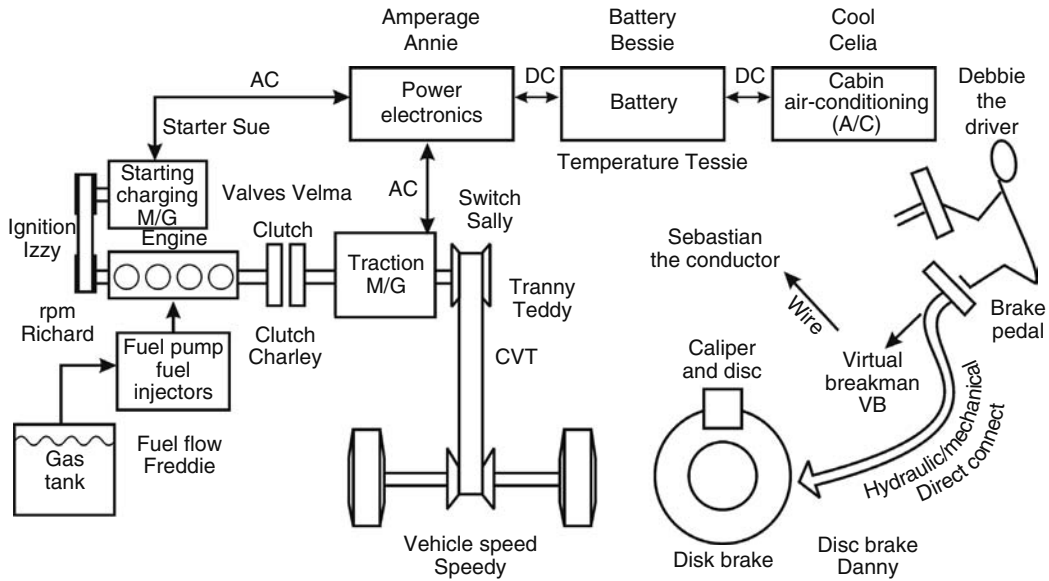 Amperage
Annie
Battery
Bessie
Cool
Celia
Debbie
the
driver
AC
Power
electronics
DC
Battery
DC
Cabin
air-conditioning
(A/C)
Starter Sue
Temperature Tessie
Starting
charging
M/G
Valves Velma
AC
Switch
Sally
Ignition
Izzy
Engine
Clutch
Traction
M/G
Sebastian
the conductor
Tranny
Teddy
Wire
rpm
Richard
Clutch
Charley
Brake
pedal
Fuel pump
fuel
injectors
CVT
Caliper
and disc
Virtual
breakman
VB
Hydraulic/mechanical
Direct connect
Gas
tank
Fuel flow
Freddie
Vehicle speed
Speedy
Disk brake
Disc brake
Danny